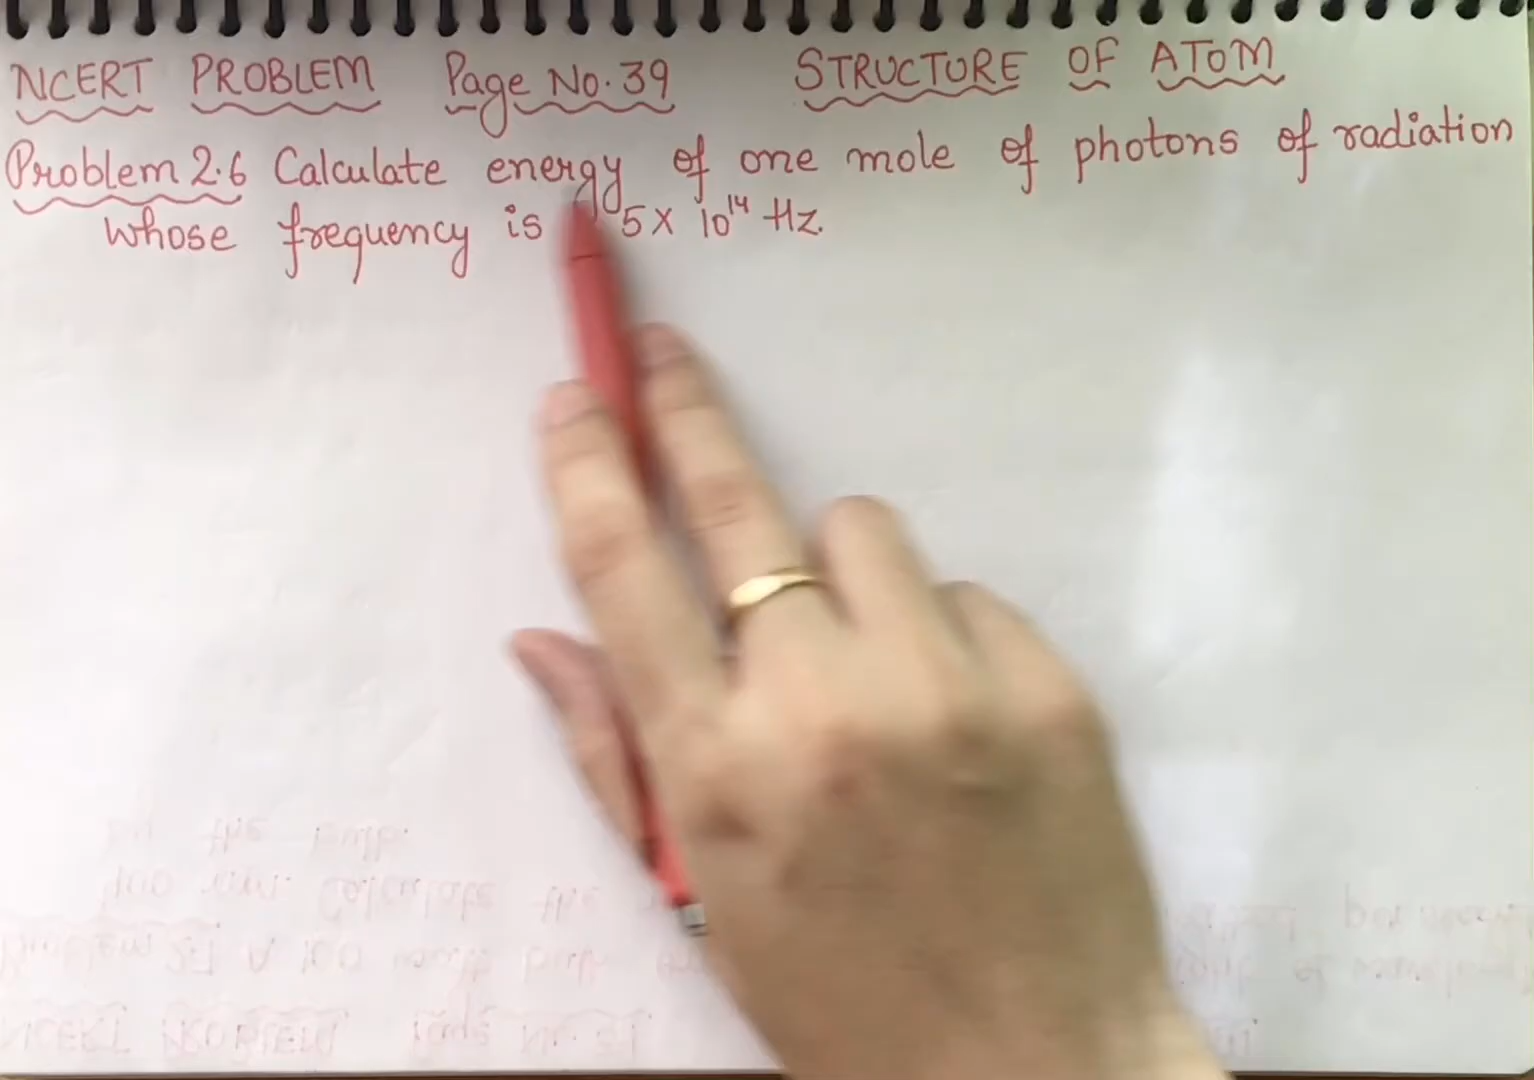 NCERT PROBLEM Page No. 39 STRUCTURE OF ATOM
Problem 2.6 Calculate energy of one mole of photons of radiation
whose frequency is 5 x 10¹⁴ Hz.